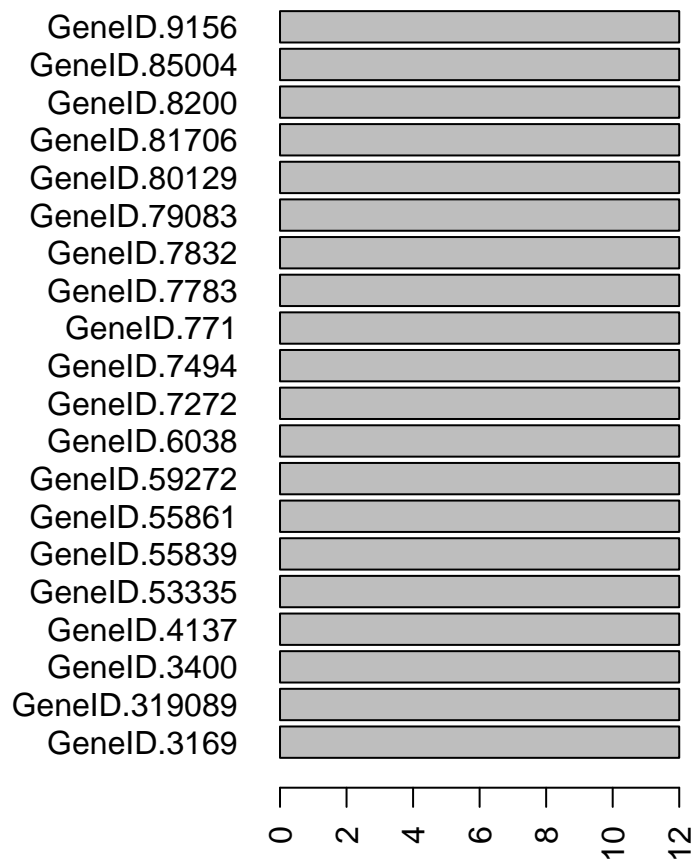 GeneID.9156
GeneID.85004
GeneID.8200
GeneID.81706
GeneID.80129
GeneID.79083
GeneID.7832
GeneID.7783
GeneID.771
GeneID.7494
GeneID.7272
GeneID.6038
GeneID.59272
GeneID.55861
GeneID.55839
GeneID.53335
GeneID.4137
GeneID.3400
GeneID.319089
GeneID.3169
0 2 4 6 8 10 12